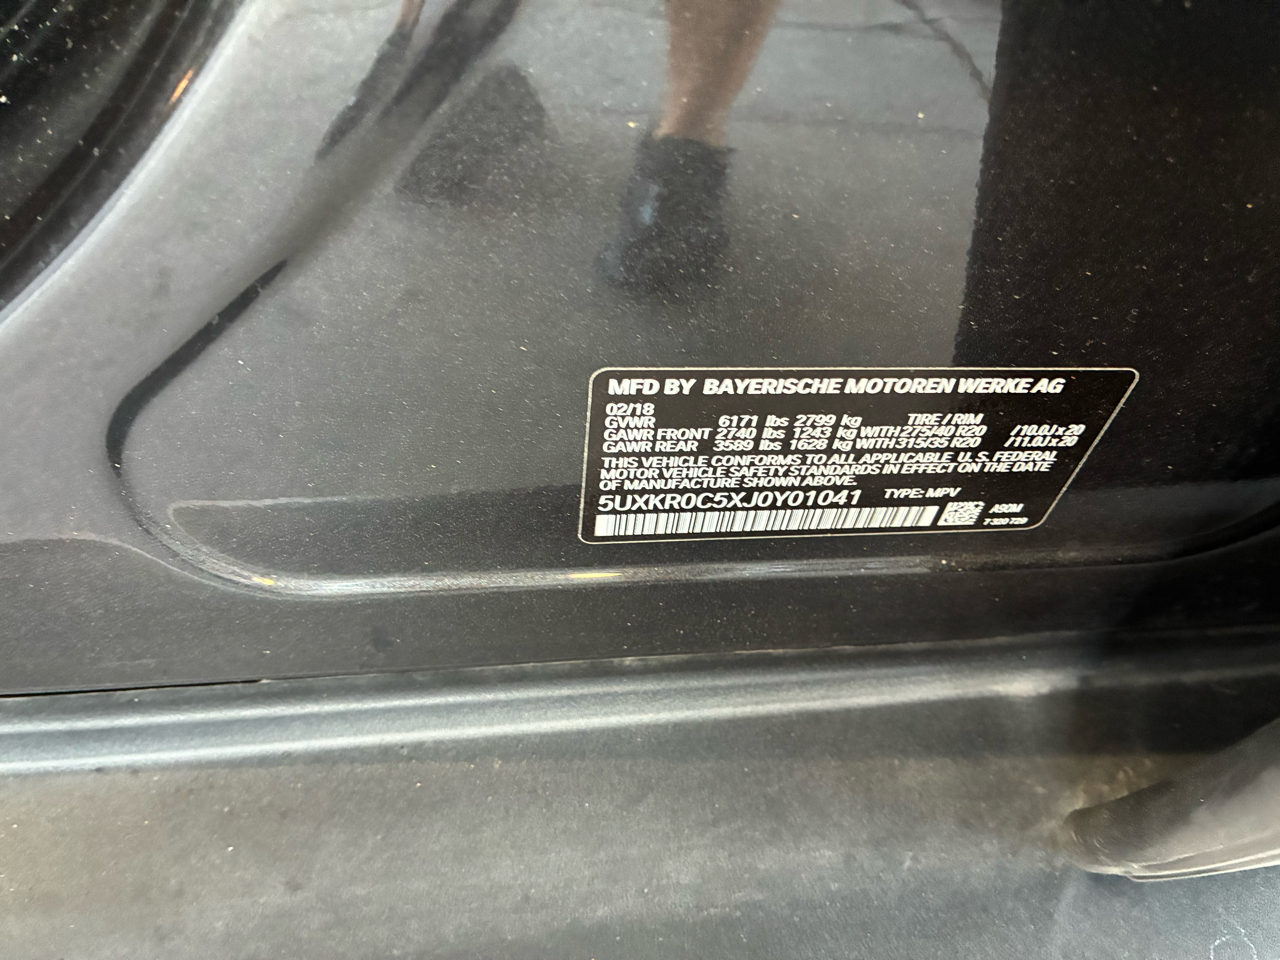 MFD BY BAYERISCHE MOTOREN WERKE AG
02/18
GVWR 6171 lbs 2799 kg TIRE / RIM
GAWR FRONT 2740 lbs 1243 kg WITH 275/40 R20 /10.0J x 20
GAWR REAR 3589 lbs 1628 kg WITH 315/35 R20 /11.0J x 20
THIS VEHICLE CONFORMS TO ALL APPLICABLE U.S. FEDERAL
MOTOR VEHICLE SAFETY STANDARDS IN EFFECT ON THE DATE
OF MANUFACTURE SHOWN ABOVE.
5UXKR0C5XJ0Y01041 TYPE: MPV
A90M
7 320 729